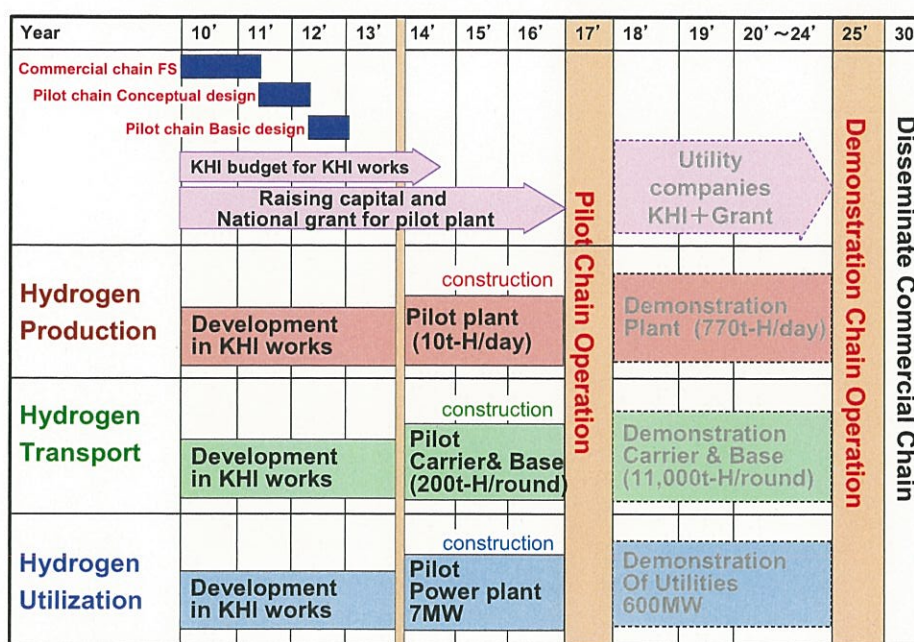 Year 10' 11' 12' 13' 14' 15' 16' 17' 18' 19' 20' ~24' 25' 30
Commercial chain FS
Pilot chain Conceptual design
Pilot chain Basic design
KHI budget for KHI works
Raising capital and
National grant for pilot plant
Utility
companies
KHI+Grant
Pilot Chain Operation
Demonstration Chain Operation
Disseminate Commercial Chain
Hydrogen
Production
Development
in KHI works
construction
Pilot plant
(10t-H/day)
Demonstration
Plant (770t-H/day)
Hydrogen
Transport
Development
in KHI works
construction
Pilot
Carrier& Base
(200t-H/round)
Demonstration
Carrier & Base
(11,000t-H/round)
Hydrogen
Utilization
Development
in KHI works
construction
Pilot
Power plant
7MW
Demonstration
Of Utilities
600MW